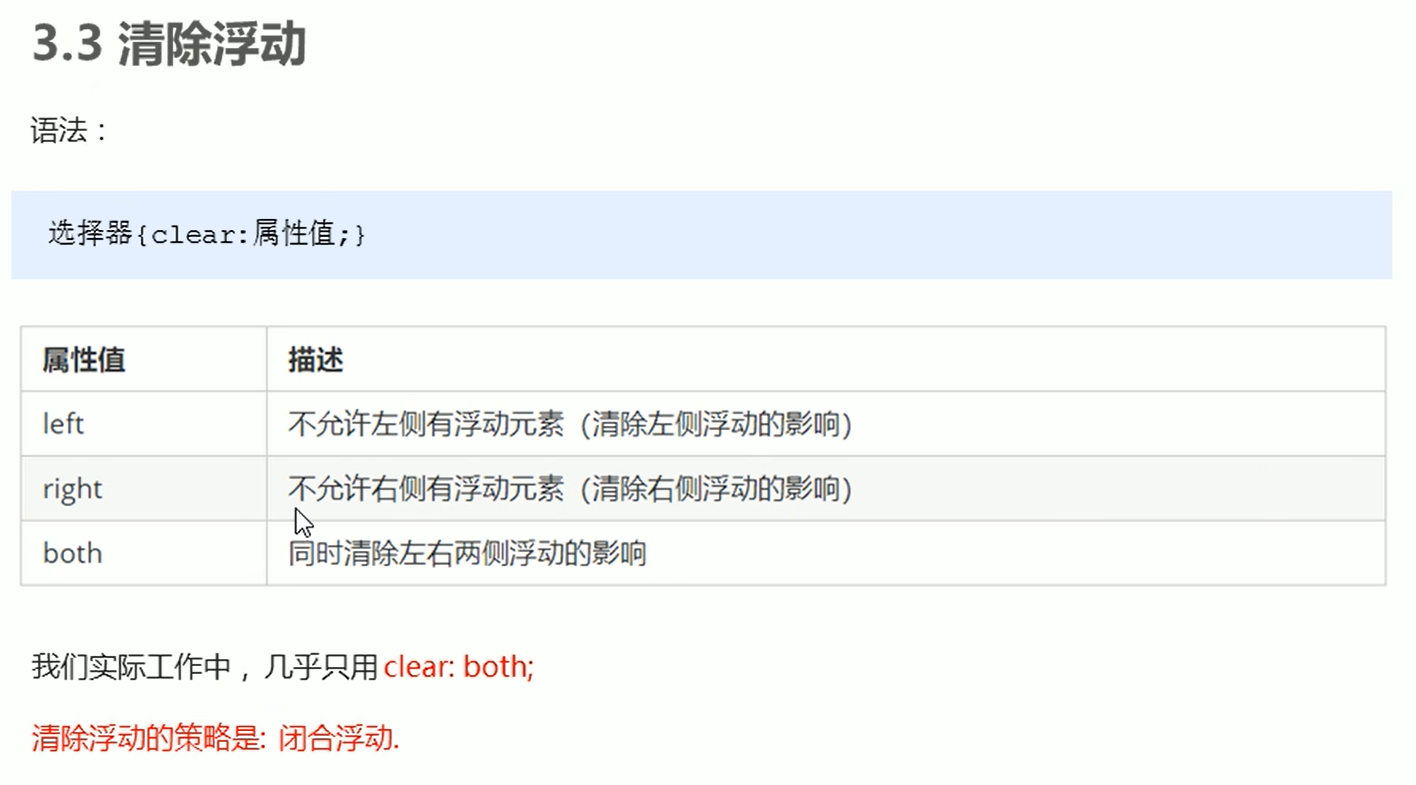 3.3 清除浮动
语法：
选择器{clear:属性值;}
属性值 描述
left 不允许左侧有浮动元素（清除左侧浮动的影响）
right 不允许右侧有浮动元素（清除右侧浮动的影响）
both 同时清除左右两侧浮动的影响
我们实际工作中，几乎只用 clear: both;
清除浮动的策略是: 闭合浮动.